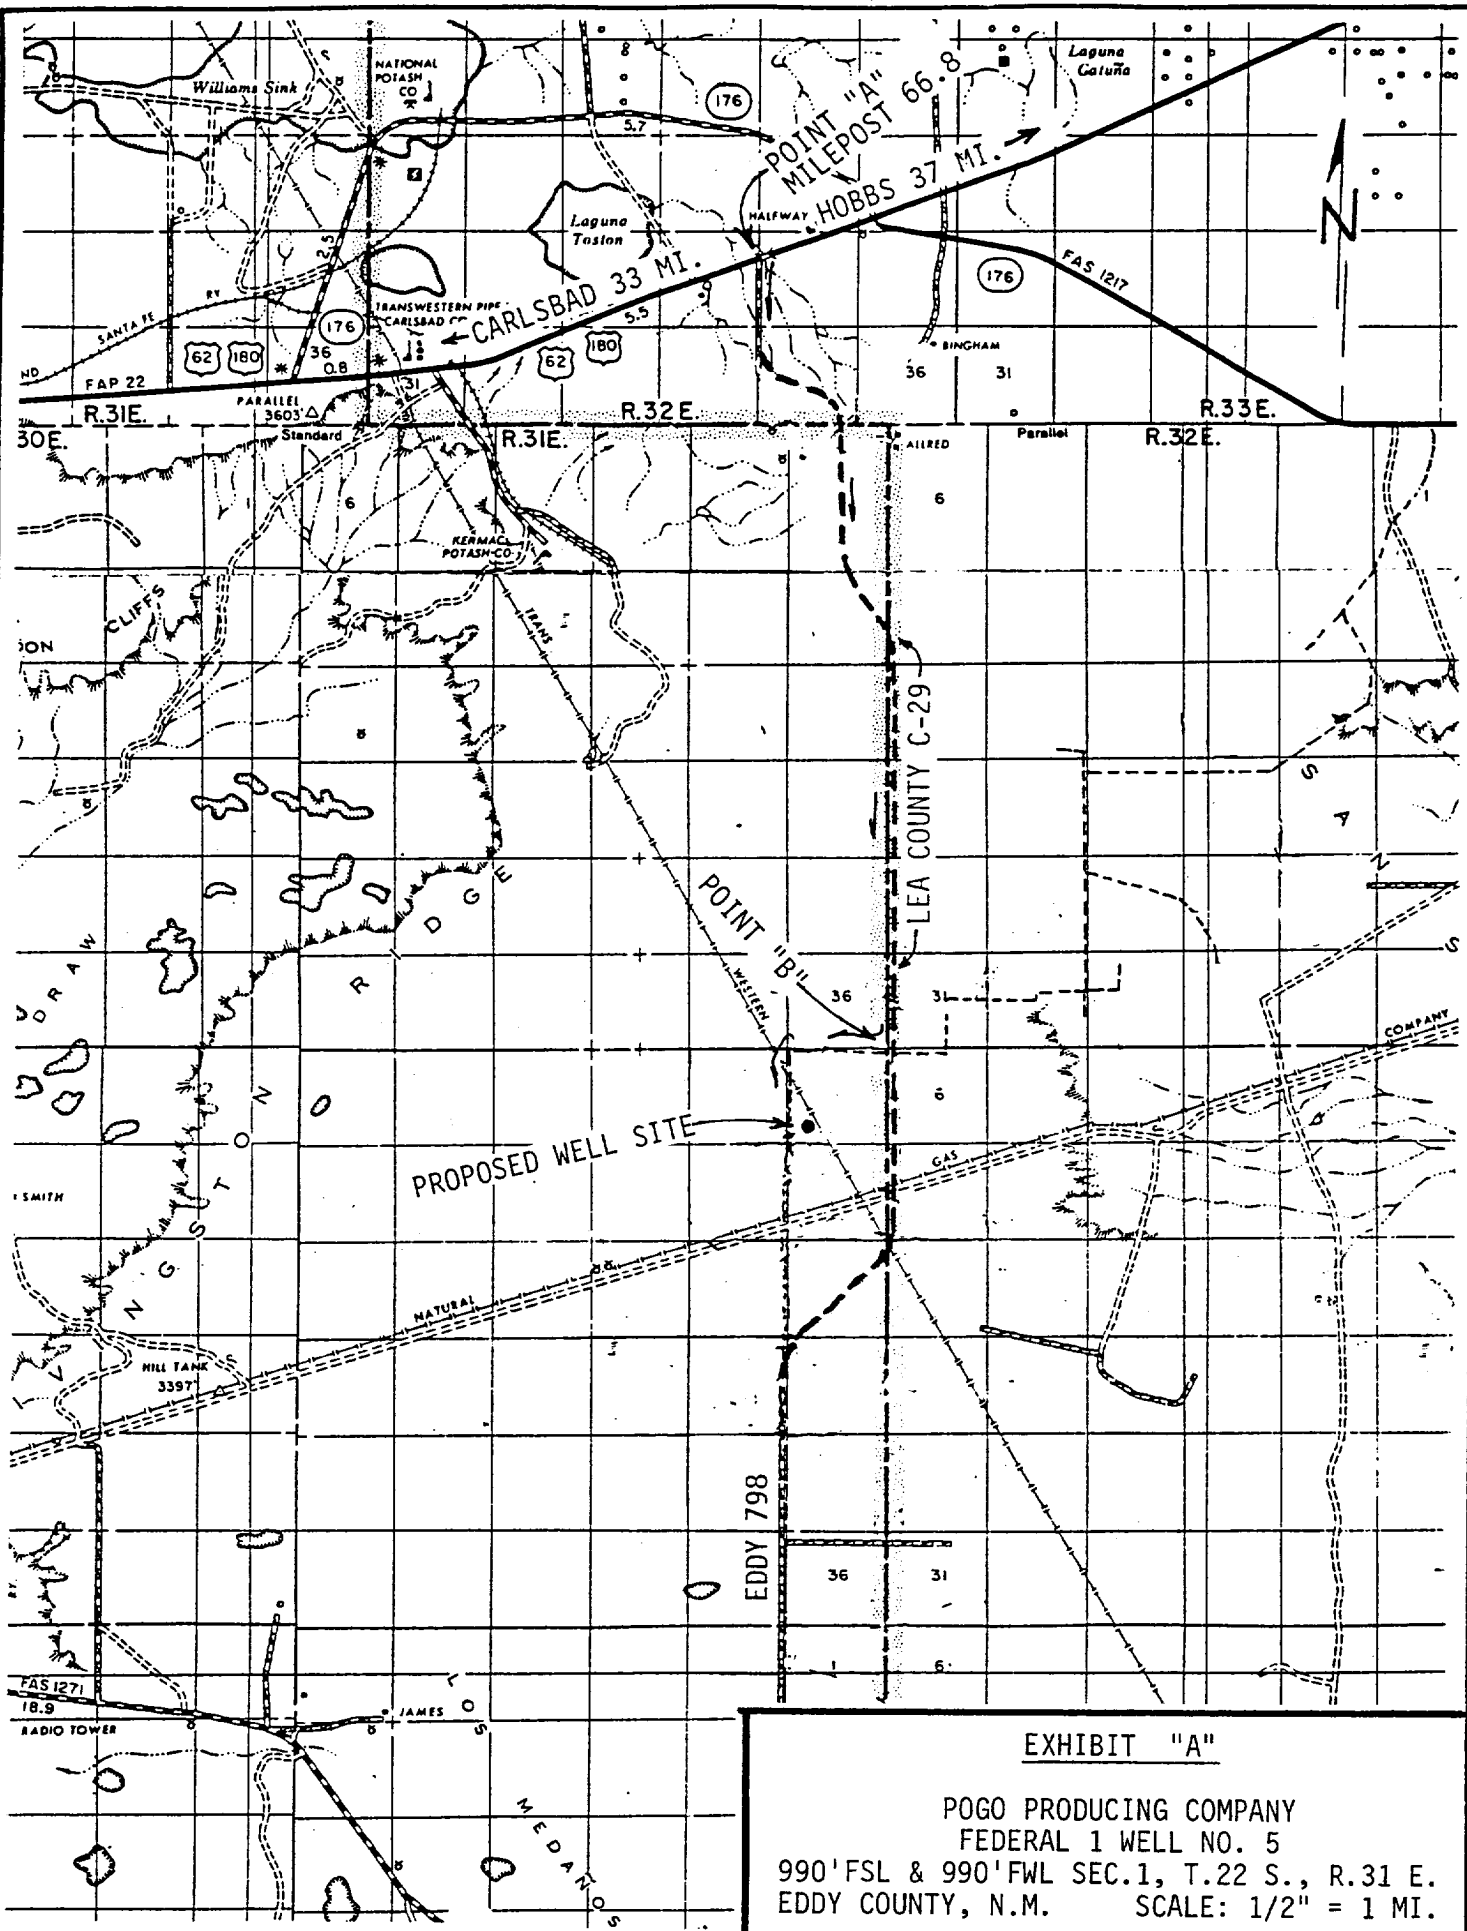 Williams Sink
NATIONAL
POTASH
CO
176
5.7
POINT "A"
MILEPOST 66.8
Laguna
Gatuña
HOBBS 37 MI.
HALFWAY
Laguna
Toston
N
FAS 1217
176
2.5
RY
SANTA FE
TRANSWESTERN PIPE
CARLSBAD
CARLSBAD 33 MI.
5.5
176
62
180
36
0.8
31
62
180
BINGHAM
36
31
FAP 22
R.31E.
PARALLEL
3603
R.32E.
R.33E.
30E.
Standard
R.31E.
Parallel
R.32E.
ALLRED
6
6
1
KERMAC
POTASH CO
CLIFFS
TRANS
LEA COUNTY C-29
SAN
S
RIDGE
DRAW
POINT "B"
WESTERN
36
31
COMPANY
6
PROPOSED WELL SITE
GAS
SMITH
LIVINGSTON
NATURAL
HILL TANK
3397
EDDY 798
36
31
1
6
FAS 1271
18.9
RADIO TOWER
JAMES
LOS
MEDANOS
EXHIBIT "A"
POGO PRODUCING COMPANY
FEDERAL 1 WELL NO. 5
990'FSL & 990'FWL SEC.1, T.22 S., R.31 E.
EDDY COUNTY, N.M. SCALE: 1/2" = 1 MI.